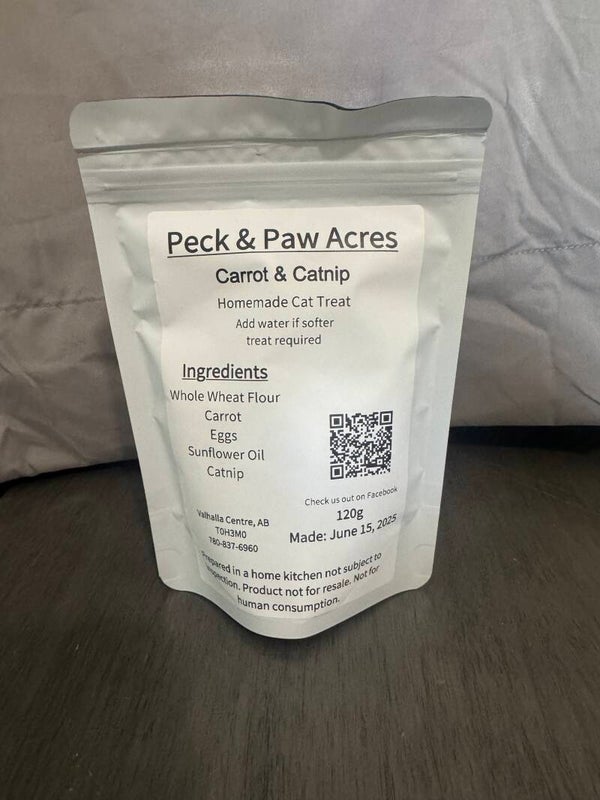 Peck & Paw Acres
Carrot & Catnip
Homemade Cat Treat
Add water if softer
treat required
Ingredients
Whole Wheat Flour
Carrot
Eggs
Sunflower Oil
Catnip
Check us out on Facebook
120g
Made: June 15, 2025
Valhalla Centre, AB
T0H3M0
780-837-6960
Prepared in a home kitchen not subject to
inspection. Product not for resale. Not for
human consumption.